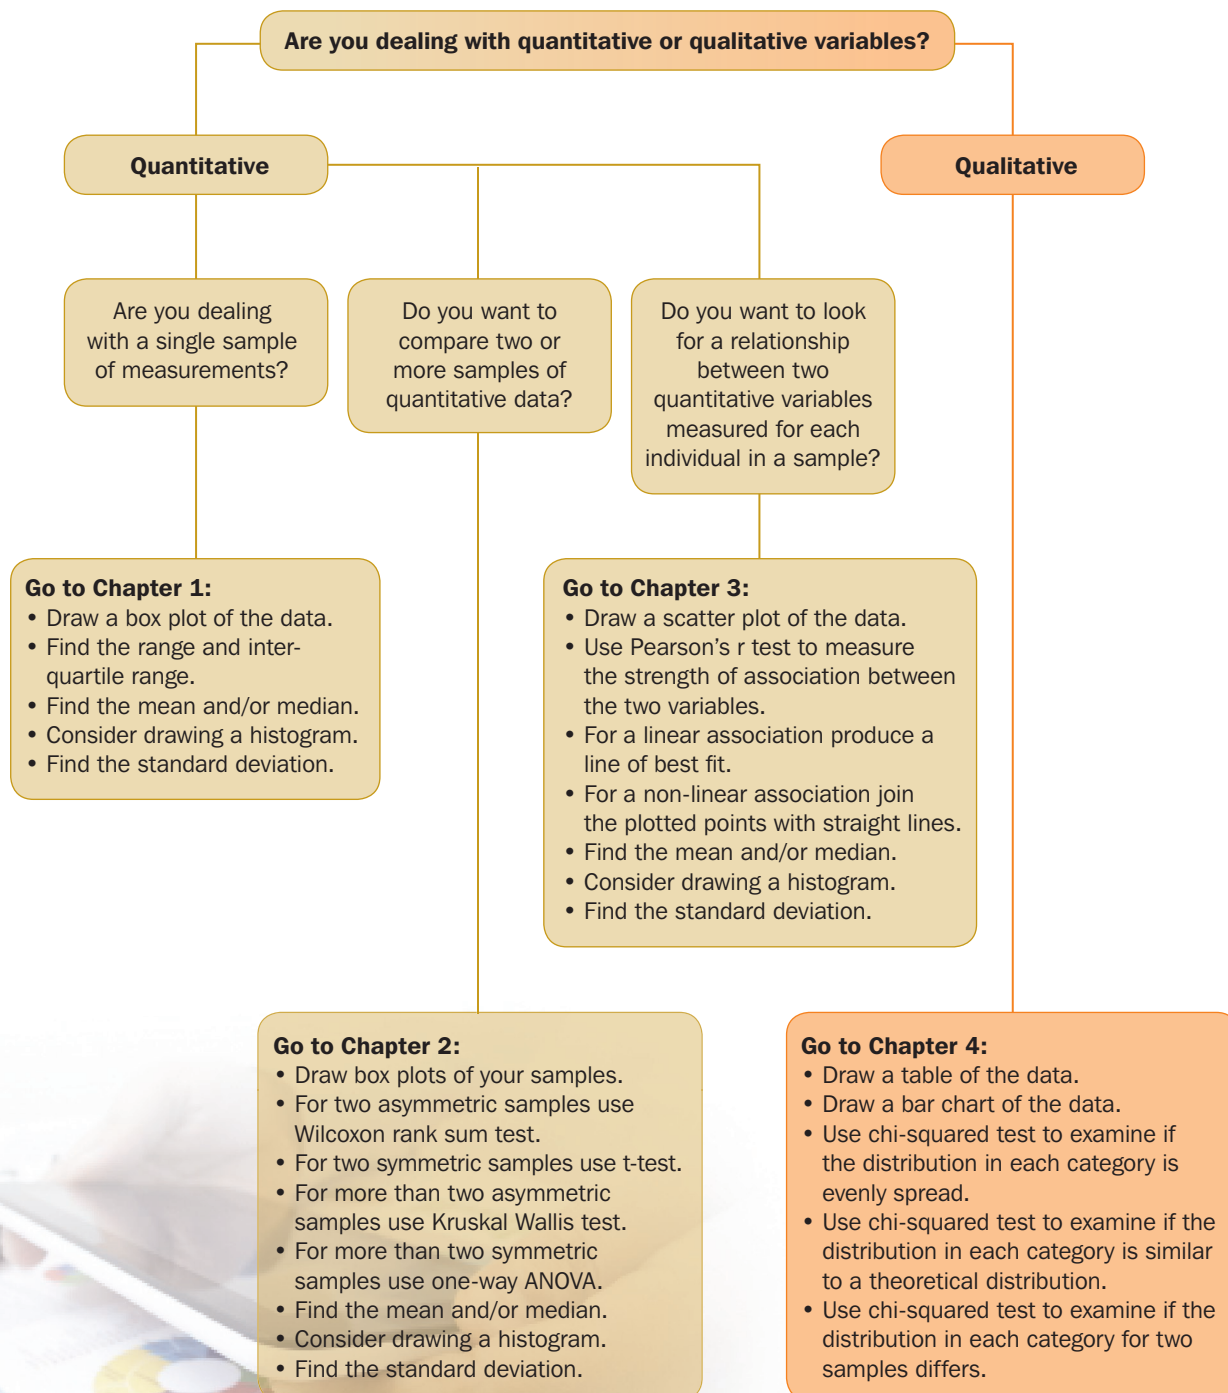 Are you dealing with quantitative or qualitative variables?
Quantitative
Qualitative
Are you dealing
with a single sample
of measurements?
Do you want to
compare two or
more samples of
quantitative data?
Do you want to look
for a relationship
between two
quantitative variables
measured for each
individual in a sample?
Go to Chapter 1:
• Draw a box plot of the data.
• Find the range and inter-
quartile range.
• Find the mean and/or median.
• Consider drawing a histogram.
• Find the standard deviation.
Go to Chapter 3:
• Draw a scatter plot of the data.
• Use Pearson’s r test to measure
the strength of association between
the two variables.
• For a linear association produce a
line of best fit.
• For a non-linear association join
the plotted points with straight lines.
• Find the mean and/or median.
• Consider drawing a histogram.
• Find the standard deviation.
Go to Chapter 2:
• Draw box plots of your samples.
• For two asymmetric samples use
Wilcoxon rank sum test.
• For two symmetric samples use t-test.
• For more than two asymmetric
samples use Kruskal Wallis test.
• For more than two symmetric
samples use one-way ANOVA.
• Find the mean and/or median.
• Consider drawing a histogram.
• Find the standard deviation.
Go to Chapter 4:
• Draw a table of the data.
• Draw a bar chart of the data.
• Use chi-squared test to examine if
the distribution in each category is
evenly spread.
• Use chi-squared test to examine if the
distribution in each category is similar
to a theoretical distribution.
• Use chi-squared test to examine if the
distribution in each category for two
samples differs.